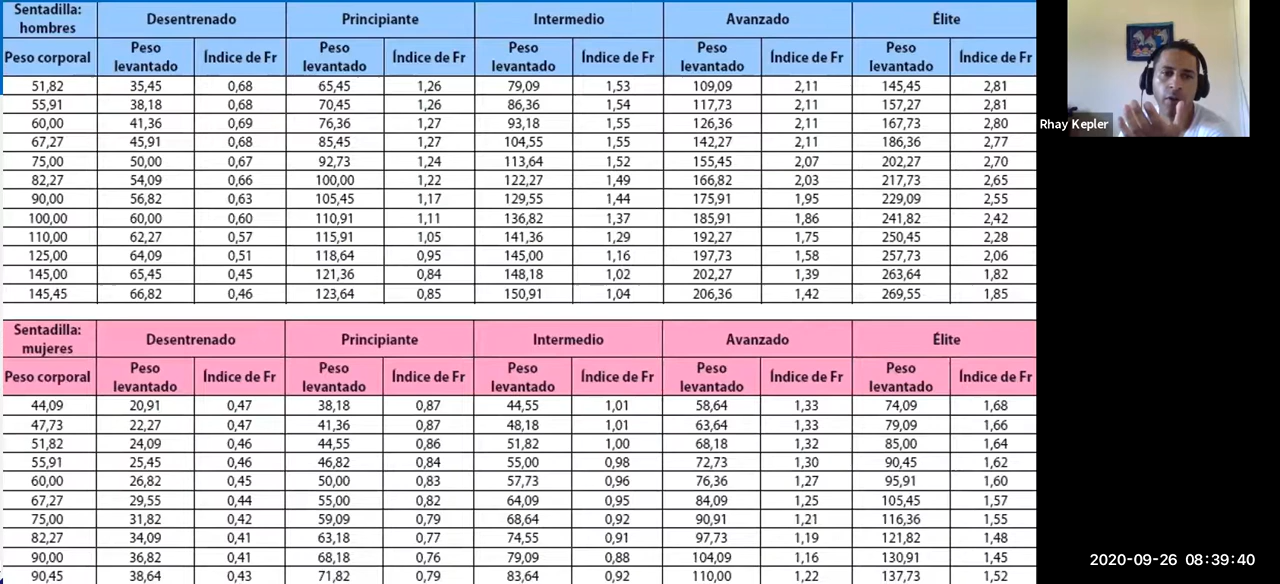 Sentadilla: hombres Desentrenado Principiante Intermedio Avanzado Élite
Peso corporal Peso levantado Índice de Fr Peso levantado Índice de Fr Peso levantado Índice de Fr Peso levantado Índice de Fr Peso levantado Índice de Fr
51,82 35,45 0,68 65,45 1,26 79,09 1,53 109,09 2,11 145,45 2,81
55,91 38,18 0,68 70,45 1,26 86,36 1,54 117,73 2,11 157,27 2,81
60,00 41,36 0,69 76,36 1,27 93,18 1,55 126,36 2,11 167,73 2,80
67,27 45,91 0,68 85,45 1,27 104,55 1,55 142,27 2,11 186,36 2,77
75,00 50,00 0,67 92,73 1,24 113,64 1,52 155,45 2,07 202,27 2,70
82,27 54,09 0,66 100,00 1,22 122,27 1,49 166,82 2,03 217,73 2,65
90,00 56,82 0,63 105,45 1,17 129,55 1,44 175,91 1,95 229,09 2,55
100,00 60,00 0,60 110,91 1,11 136,82 1,37 185,91 1,86 241,82 2,42
110,00 62,27 0,57 115,91 1,05 141,36 1,29 192,27 1,75 250,45 2,28
125,00 64,09 0,51 118,64 0,95 145,00 1,16 197,73 1,58 257,73 2,06
145,00 65,45 0,45 121,36 0,84 148,18 1,02 202,27 1,39 263,64 1,82
145,45 66,82 0,46 123,64 0,85 150,91 1,04 206,36 1,42 269,55 1,85
Sentadilla: mujeres Desentrenado Principiante Intermedio Avanzado Élite
Peso corporal Peso levantado Índice de Fr Peso levantado Índice de Fr Peso levantado Índice de Fr Peso levantado Índice de Fr Peso levantado Índice de Fr
44,09 20,91 0,47 38,18 0,87 44,55 1,01 58,64 1,33 74,09 1,68
47,73 22,27 0,47 41,36 0,87 48,18 1,01 63,64 1,33 79,09 1,66
51,82 24,09 0,46 44,55 0,86 51,82 1,00 68,18 1,32 85,00 1,64
55,91 25,45 0,46 46,82 0,84 55,00 0,98 72,73 1,30 90,45 1,62
60,00 26,82 0,45 50,00 0,83 57,73 0,96 76,36 1,27 95,91 1,60
67,27 29,55 0,44 55,00 0,82 64,09 0,95 84,09 1,25 105,45 1,57
75,00 31,82 0,42 59,09 0,79 68,64 0,92 90,91 1,21 116,36 1,55
82,27 34,09 0,41 63,18 0,77 74,55 0,91 97,73 1,19 121,82 1,48
90,00 36,82 0,41 68,18 0,76 79,09 0,88 104,09 1,16 130,91 1,45
90,45 38,64 0,43 71,82 0,79 83,64 0,92 110,00 1,22 137,73 1,52
Rhay Kepler
2020-09-26 08:39:40